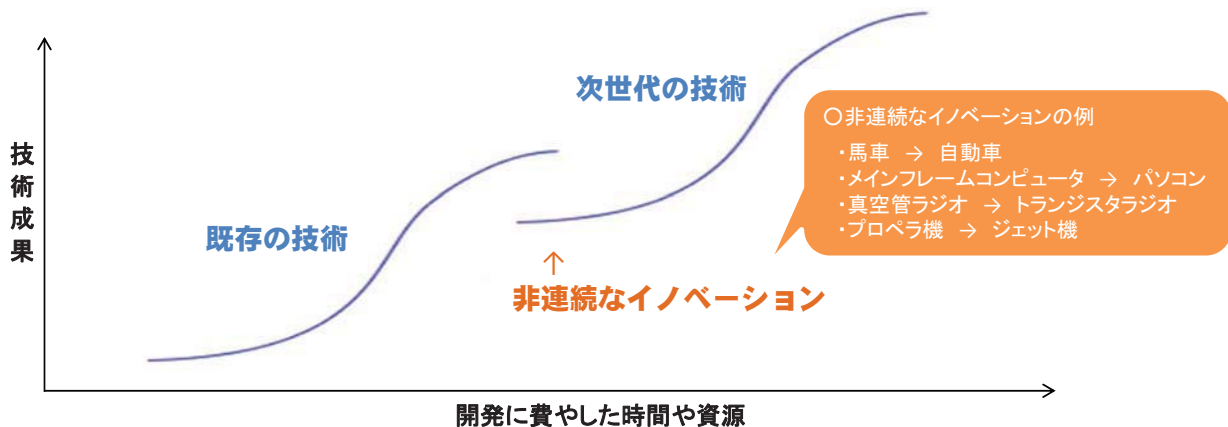 次世代の技術
〇非連続なイノベーションの例
・馬車 → 自動車
・メインフレームコンピュータ → パソコン
・真空管ラジオ → トランジスタラジオ
・プロペラ機 → ジェット機
技術成果
既存の技術
↑
非連続なイノベーション
開発に費やした時間や資源